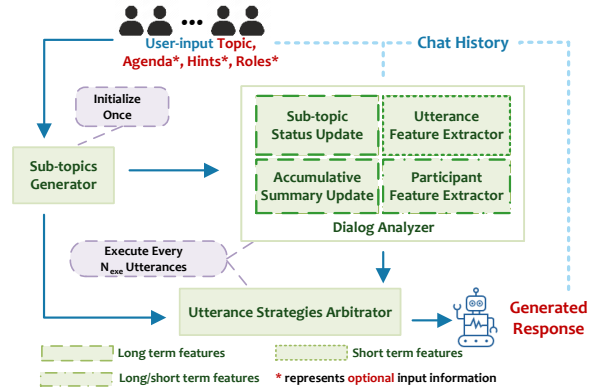 User-input Topic,
Agenda*, Hints*, Roles*
Chat History
Initialize
Once
Sub-topics
Generator
Sub-topic
Status Update
Utterance
Feature Extractor
Accumulative
Summary Update
Participant
Feature Extractor
Dialog Analyzer
Execute Every
Nexe Utterances
Utterance Strategies Arbitrator
Generated
Response
Long term features
Short term features
Long/short term features
* represents optional input information